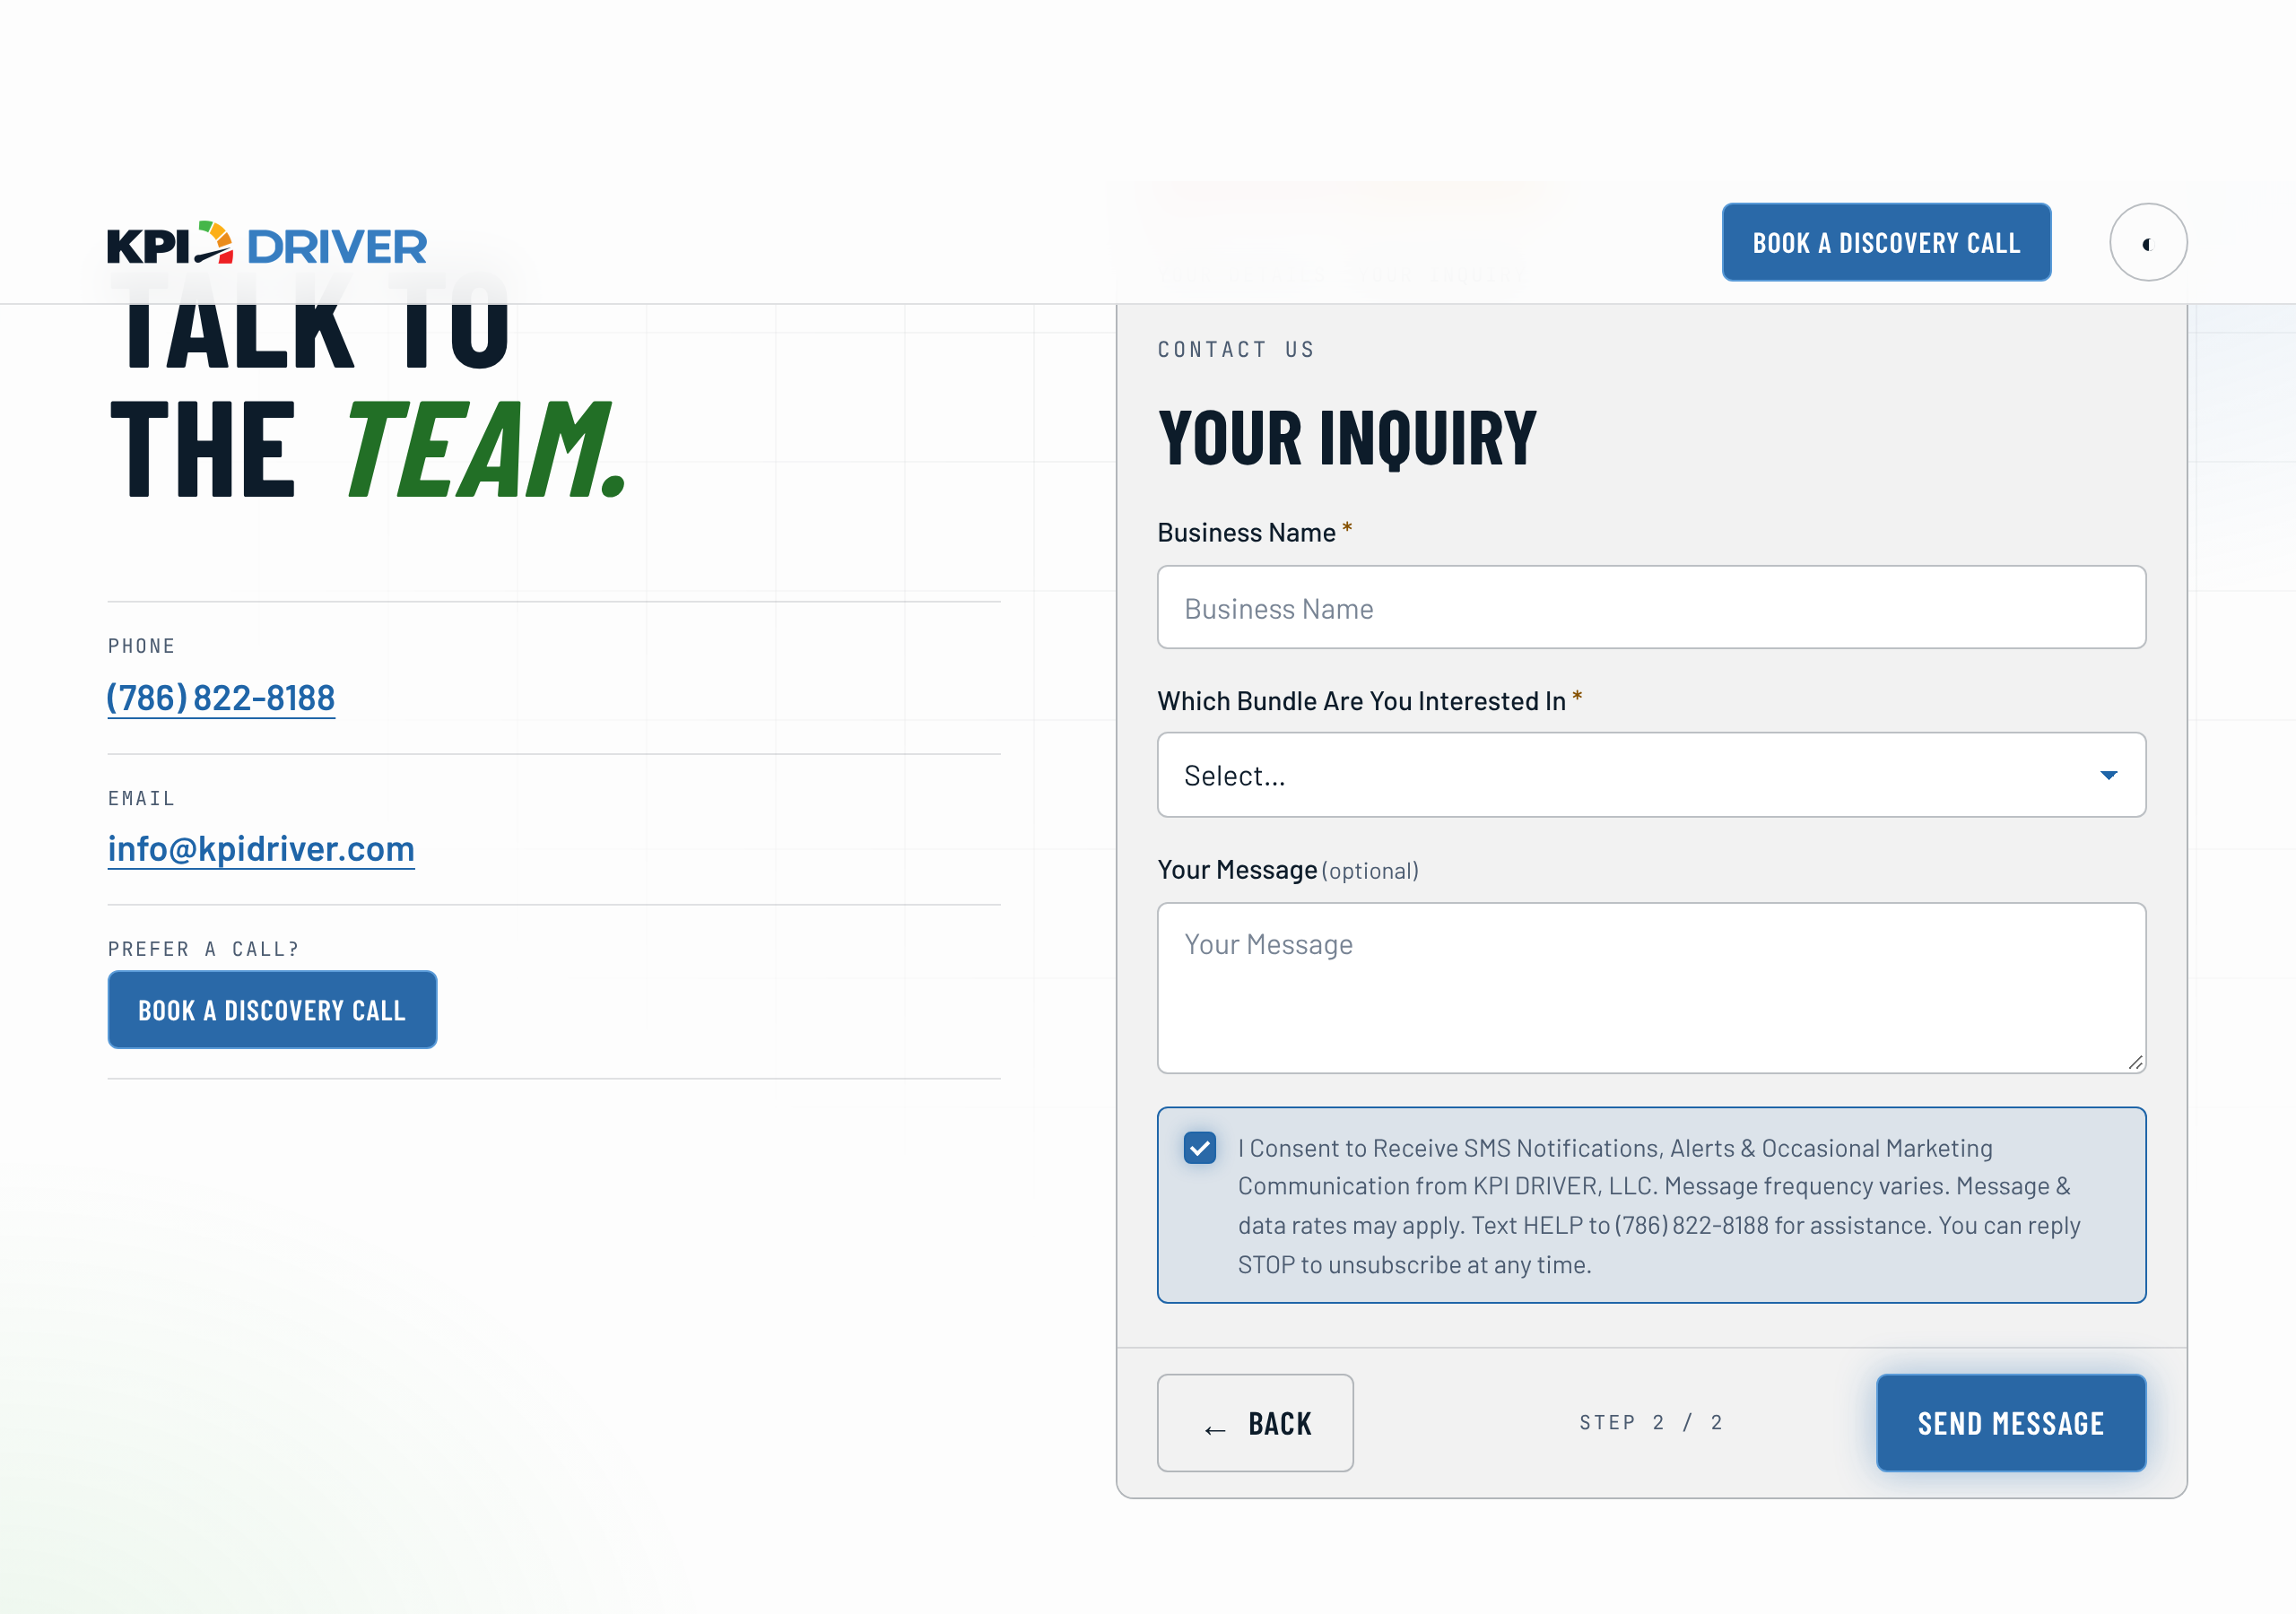 KPI DRIVER
BOOK A DISCOVERY CALL
TALK TO
THE TEAM.
PHONE
(786) 822-8188
EMAIL
info@kpidriver.com
PREFER A CALL?
BOOK A DISCOVERY CALL
CONTACT US
YOUR INQUIRY
Business Name *
Business Name
Which Bundle Are You Interested In *
Select...
Your Message (optional)
Your Message
I Consent to Receive SMS Notifications, Alerts & Occasional Marketing
Communication from KPI DRIVER, LLC. Message frequency varies. Message &
data rates may apply. Text HELP to (786) 822-8188 for assistance. You can reply
STOP to unsubscribe at any time.
← BACK
STEP 2 / 2
SEND MESSAGE